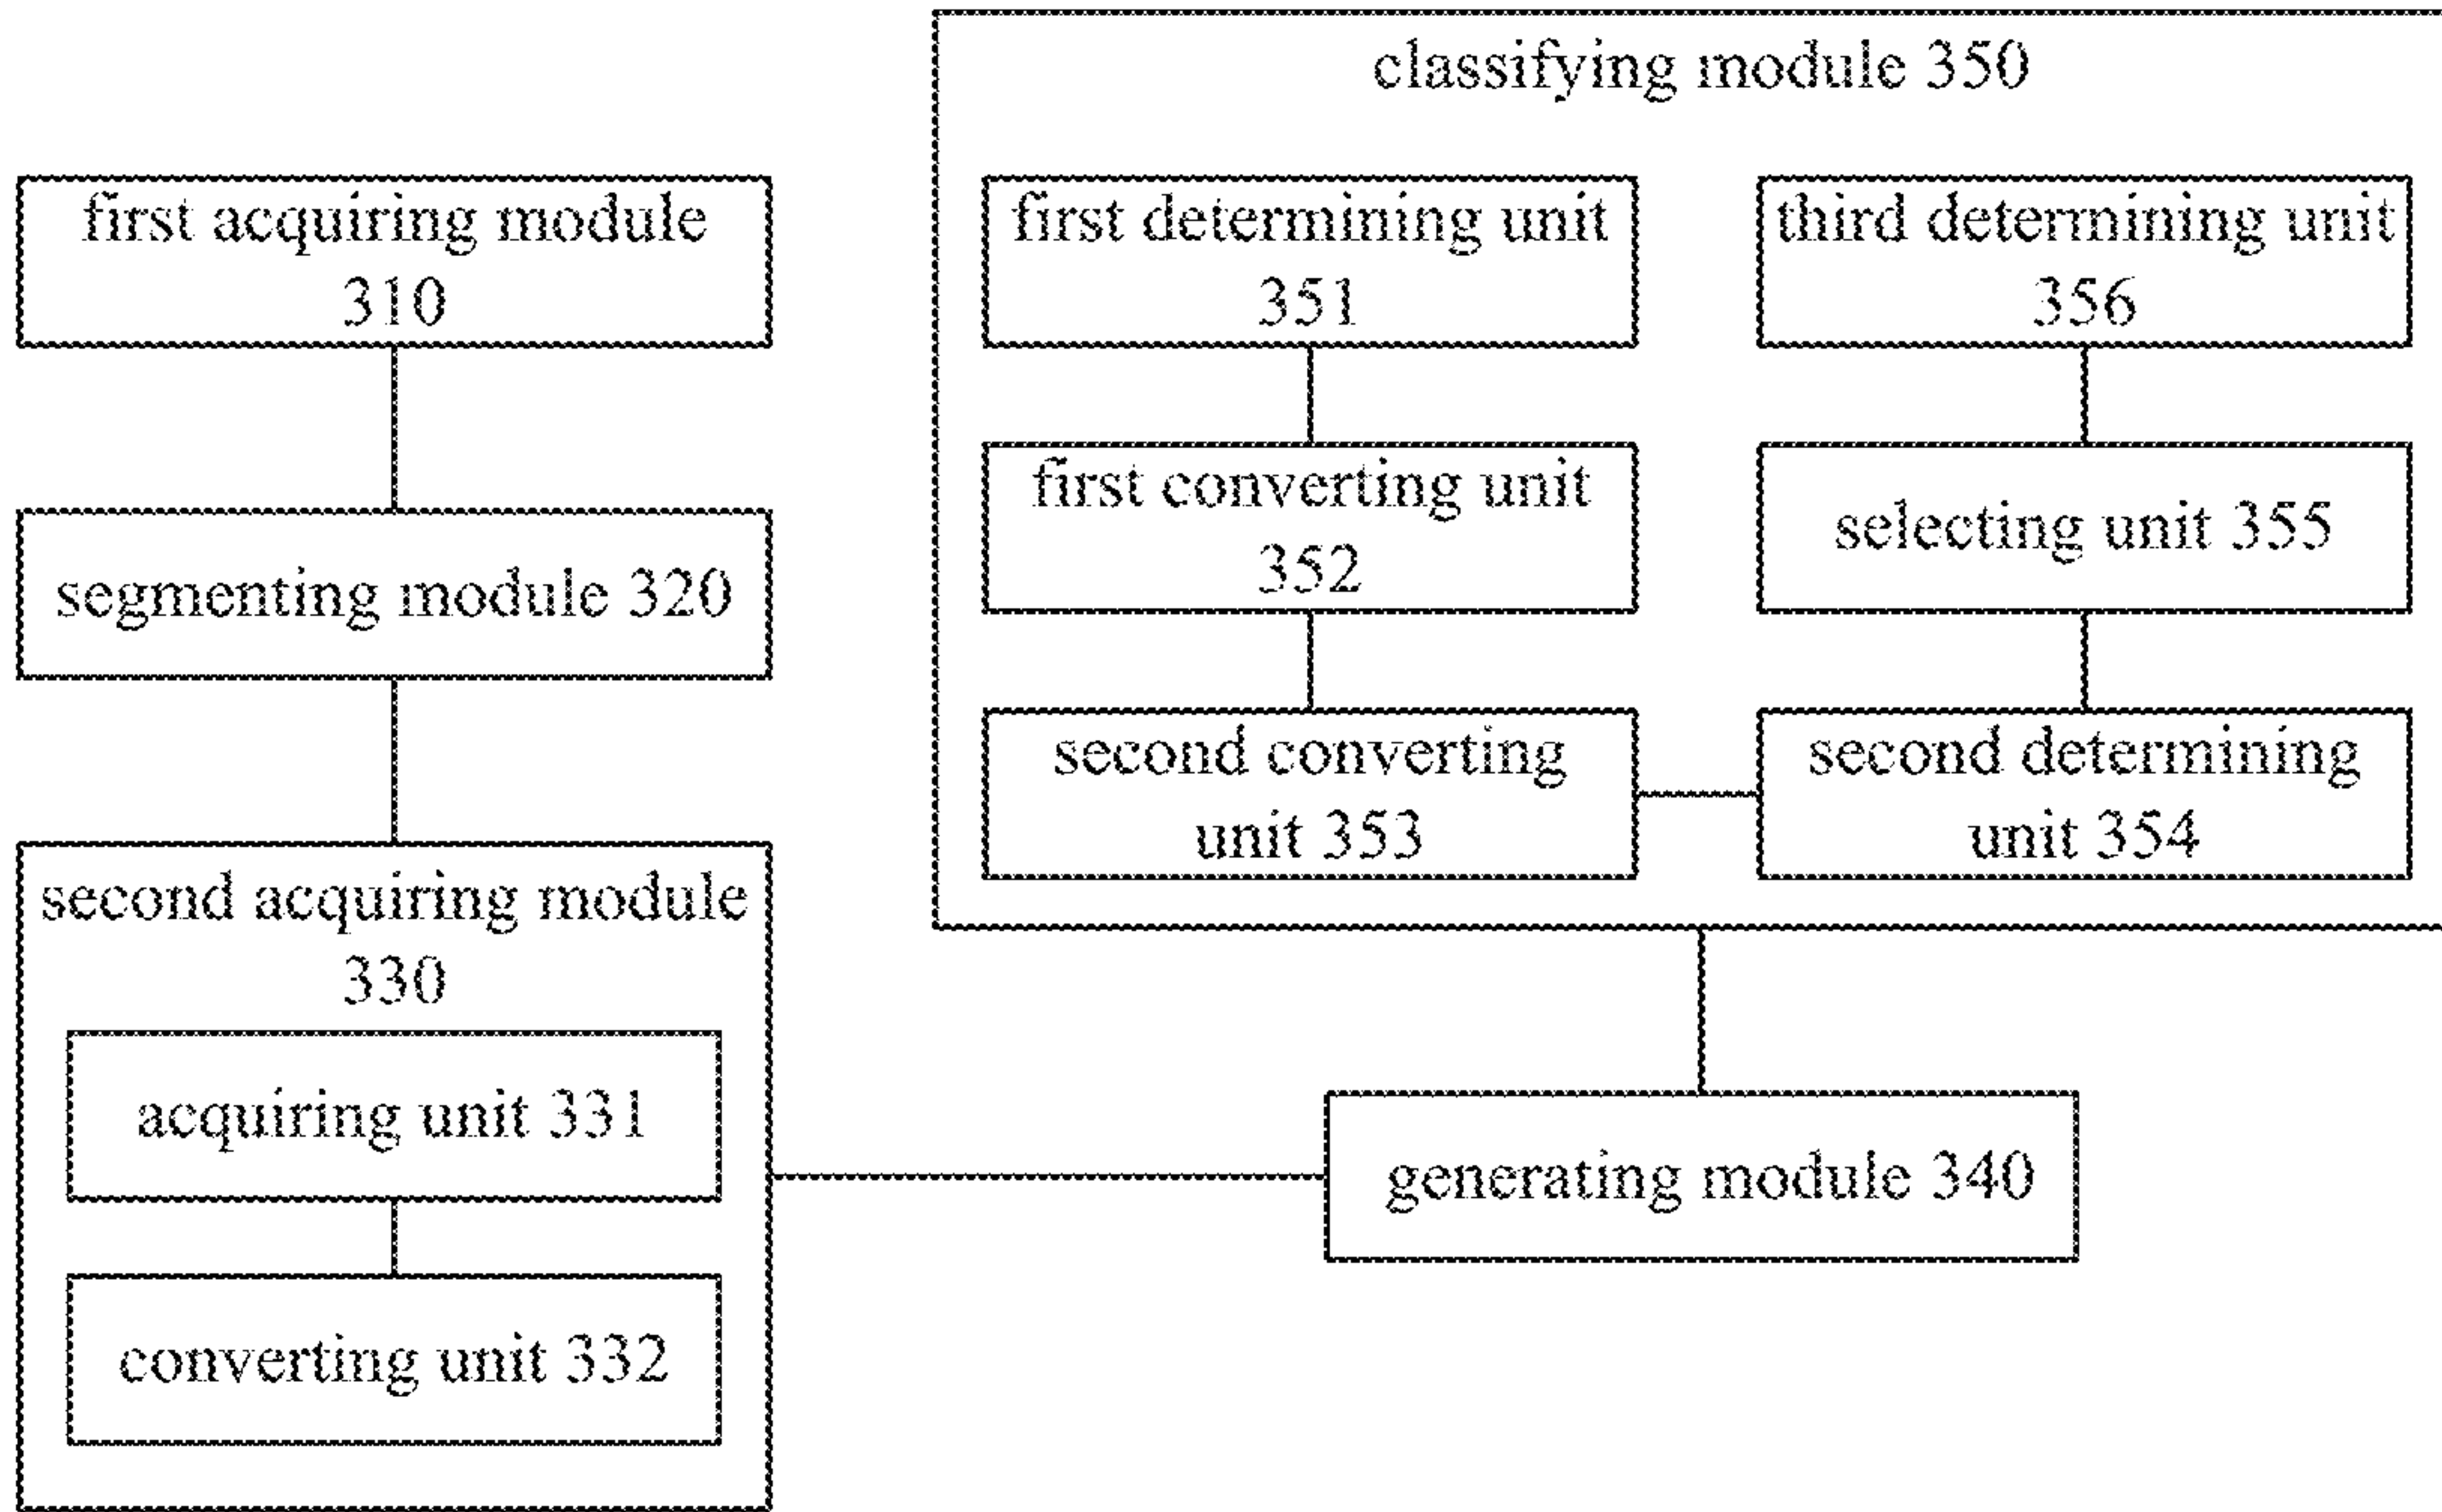 classifying module 350
first acquiring module
310
segmenting module 320
second acquiring module
330
acquiring unit 331
converting unit 332
first determining unit
351
first converting unit
352
second converting
unit 353
third determining unit
356
selecting unit 355
second determining
unit 354
generating module 340